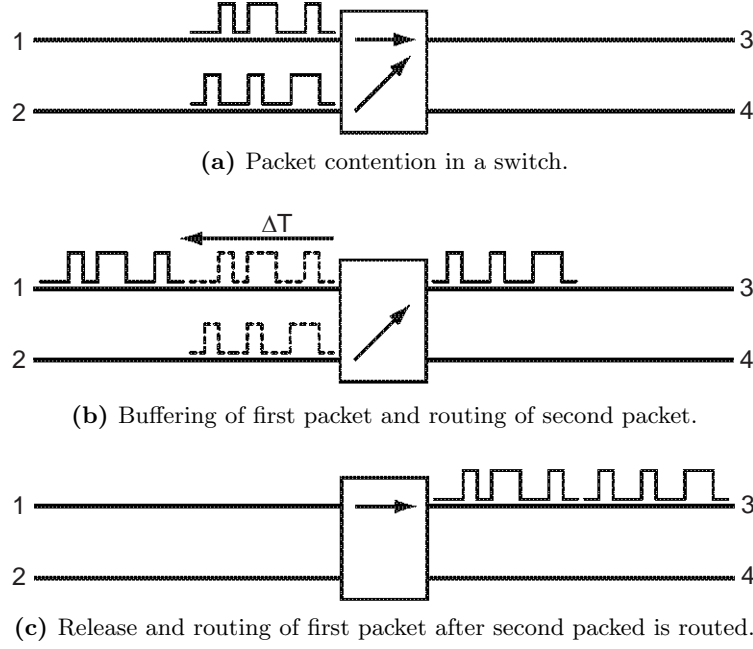 1 3
2 4
(a) Packet contention in a switch.
ΔT
1 3
2 4
(b) Buffering of first packet and routing of second packet.
1 3
2 4
(c) Release and routing of first packet after second packed is routed.